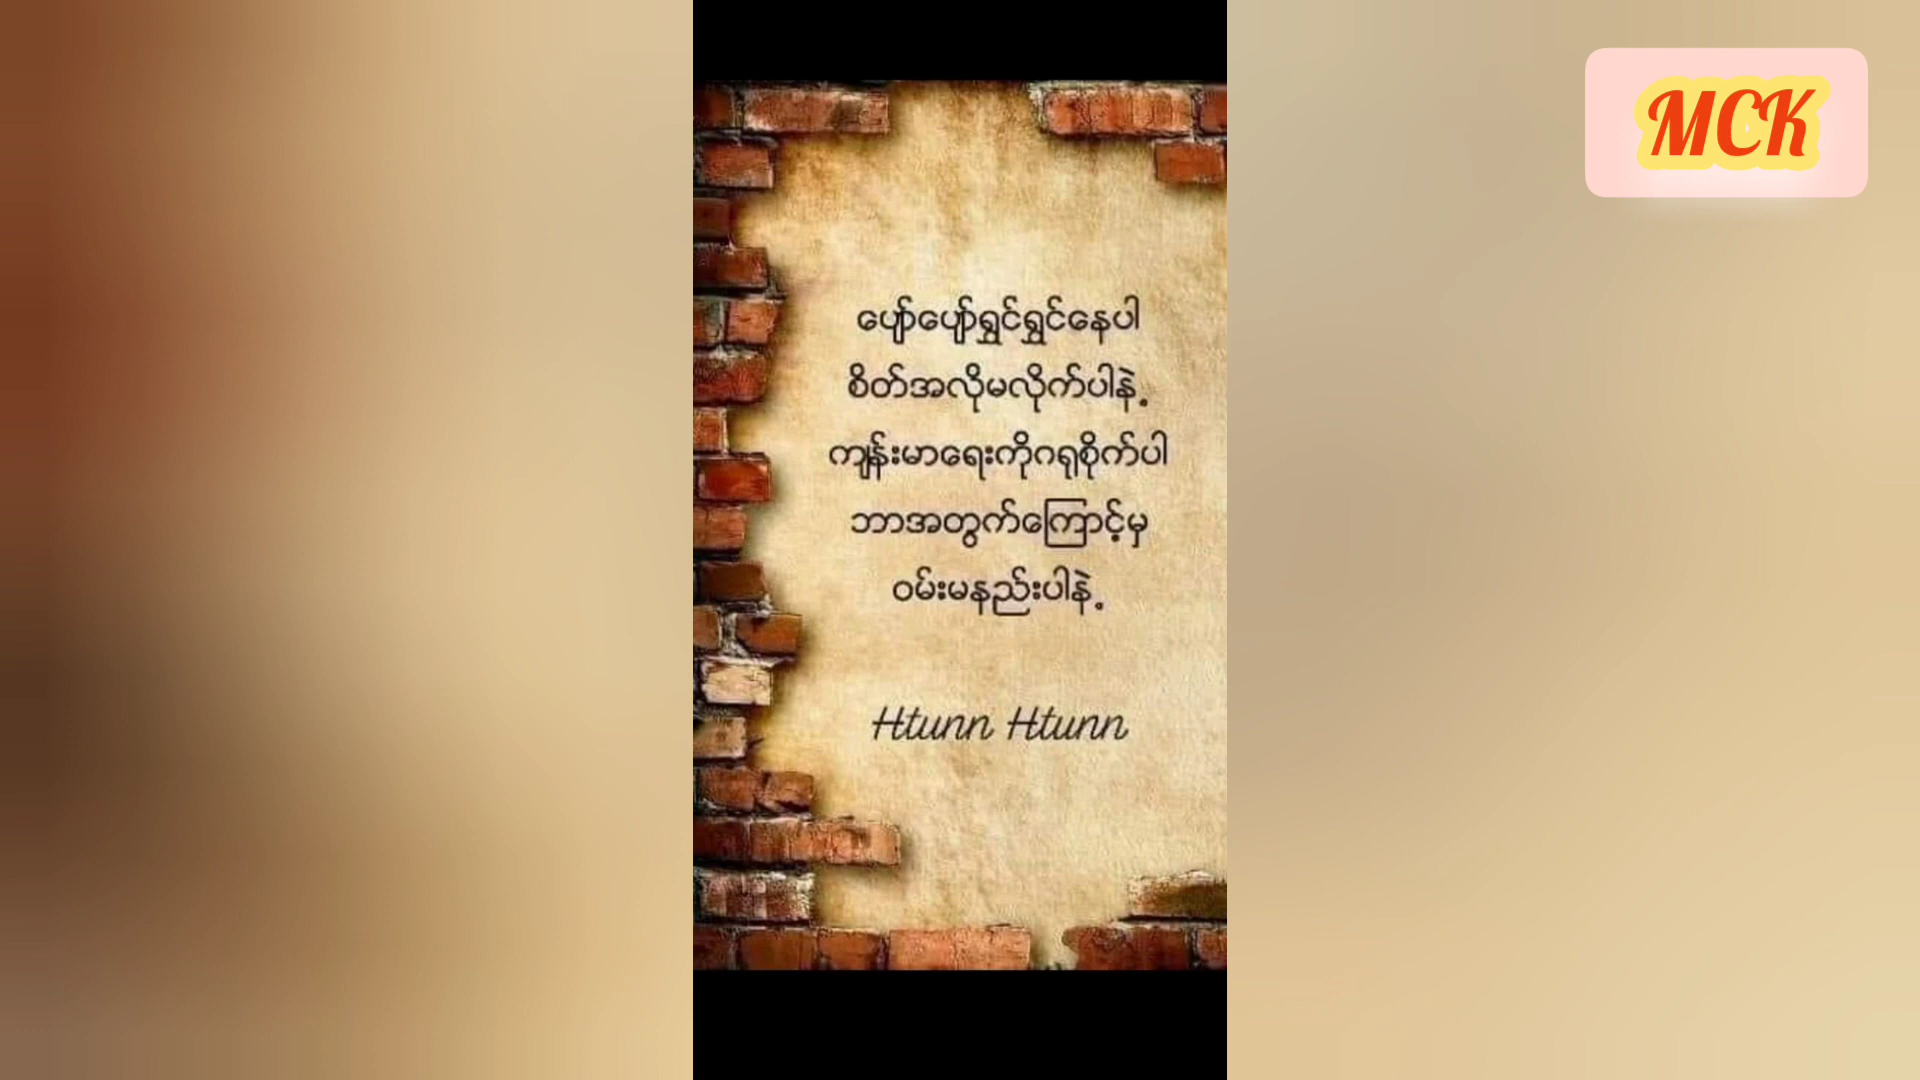 MCK
ပျော်ပျော်ရွှင်ရွှင်နေပါ
စိတ်အလိုမလိုက်ပါနဲ့
ကျန်းမာရေးကိုဂရုစိုက်ပါ
ဘာအတွက်ကြောင့်မှ
ဝမ်းမနည်းပါနဲ့
Htunn Htunn